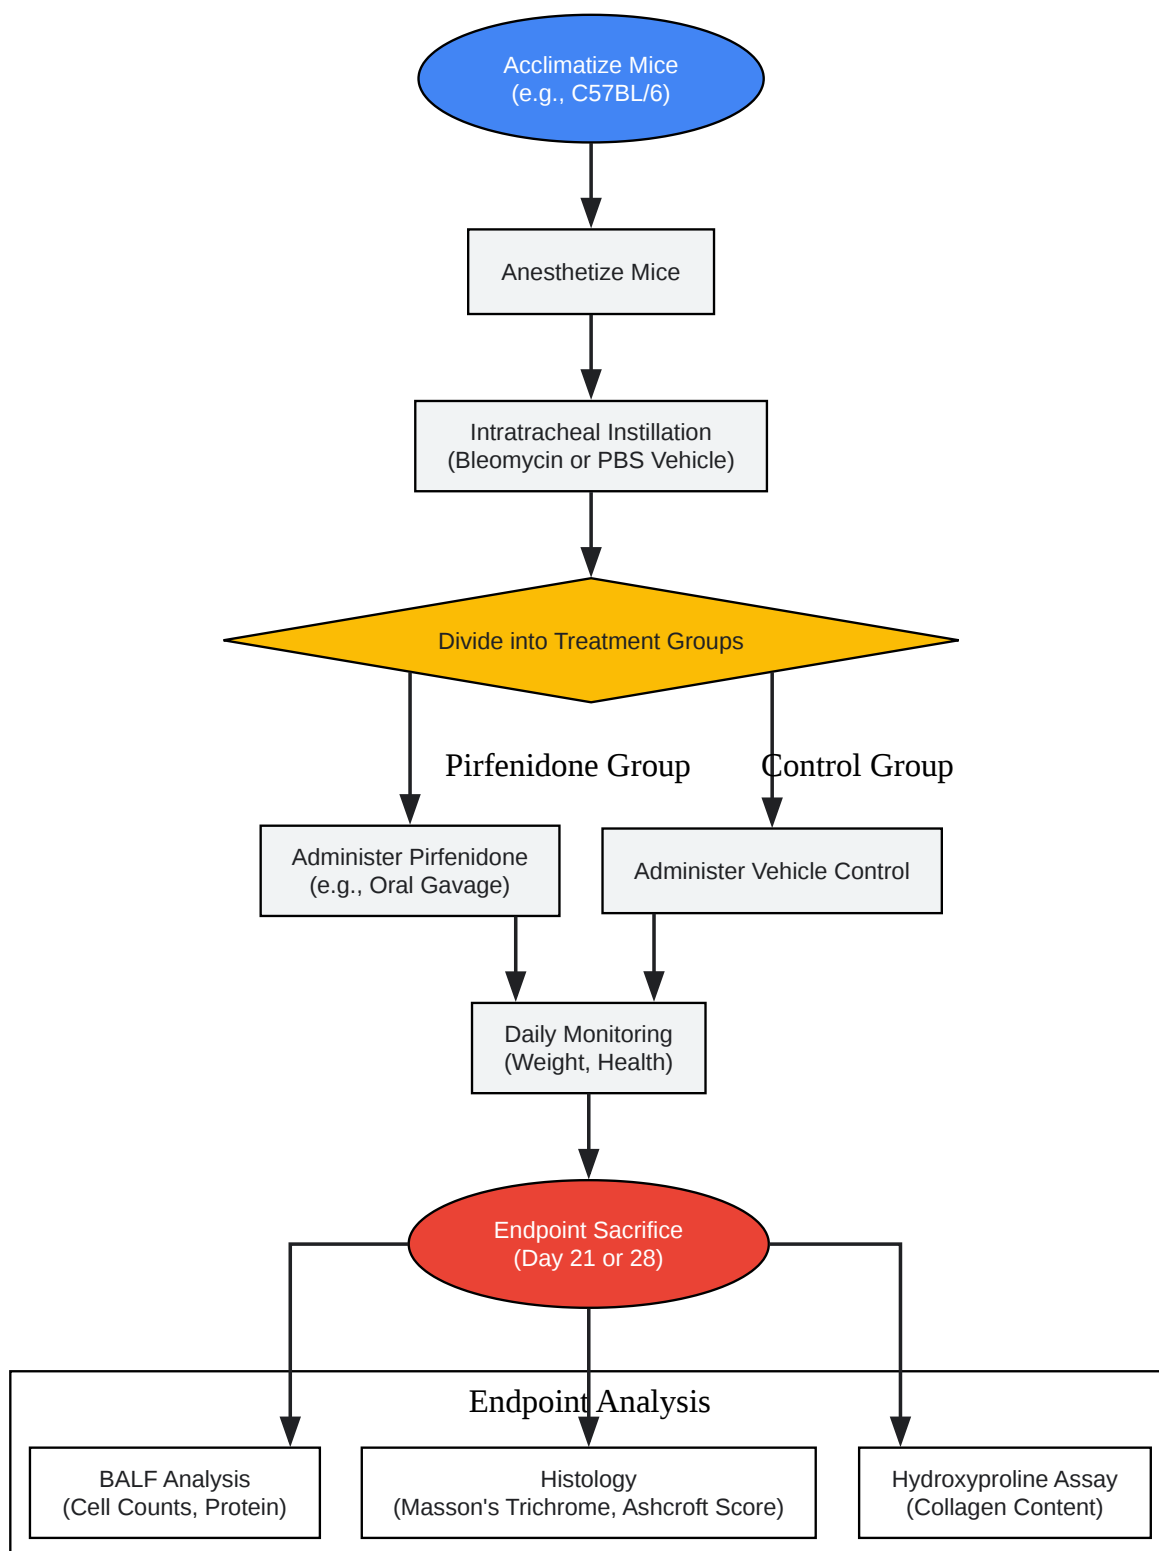 Acclimatize Mice
(e.g., C57BL/6)
Anesthetize Mice
Intratracheal Instillation
(Bleomycin or PBS Vehicle)
Divide into Treatment Groups
Pirfenidone Group
Control Group
Administer Pirfenidone
(e.g., Oral Gavage)
Administer Vehicle Control
Daily Monitoring
(Weight, Health)
Endpoint Sacrifice
(Day 21 or 28)
Endpoint Analysis
BALF Analysis
(Cell Counts, Protein)
Histology
(Masson's Trichrome, Ashcroft Score)
Hydroxyproline Assay
(Collagen Content)